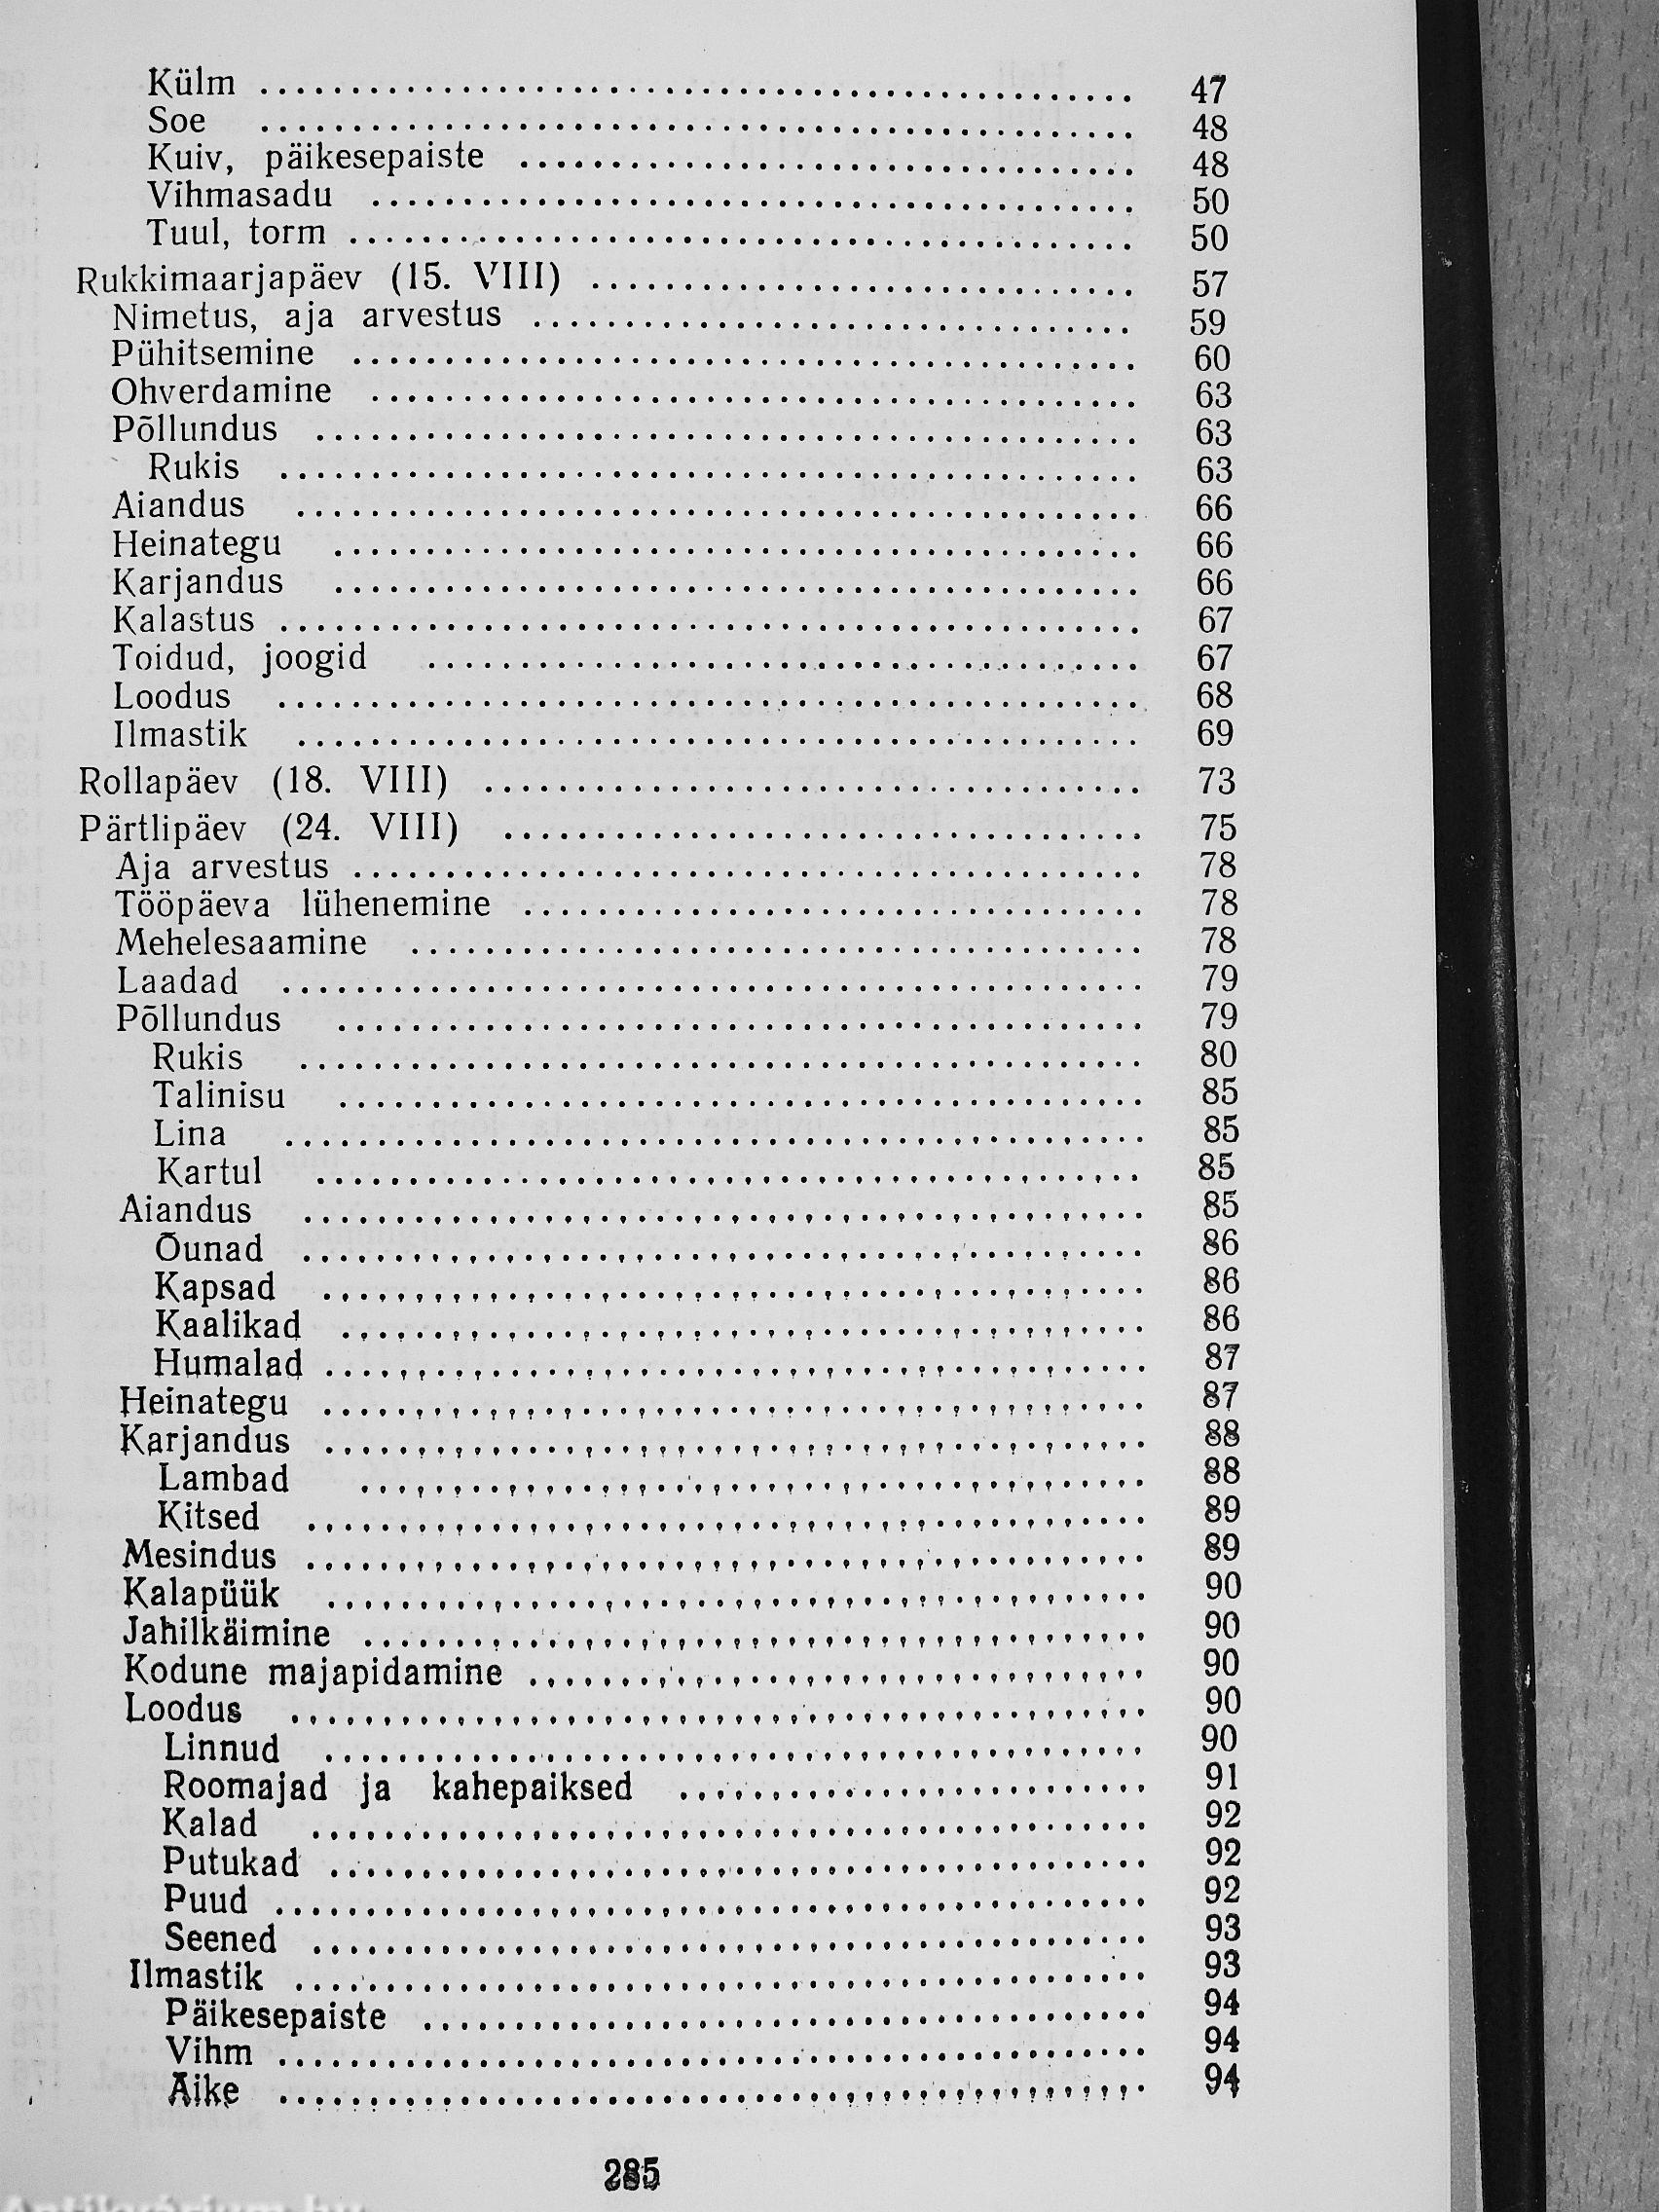 Külm .................................................. 47
Soe .................................................. 48
Kuiv, päikesepaiste .................................. 48
Vihmasadu .......................................... 50
Tuul, torm ........................................... 50
Rukkimaarjapäev (15. VIII) .............................. 57
Nimetus, aja arvestus ................................. 59
Pühitsemine ........................................... 60
Ohverdamine .......................................... 63
Põllundus ............................................. 63
Rukis ............................................... 63
Aiandus .............................................. 66
Heinategu ............................................ 66
Karjandus ............................................ 66
Kalastus ............................................... 67
Toidud, joogid ....................................... 67
Loodus ............................................... 68
Ilmastik .............................................. 69
Rollapäev (18. VIII) .................................... 73
Pärtlipäev (24. VIII) ................................... 75
Aja arvestus ........................................... 78
Tööpäeva lühenemine .................................. 78
Mehelesaamine ........................................ 78
Laadad ............................................... 79
Põllundus ............................................ 79
Rukis .............................................. 80
Talinisu ............................................ 85
Lina ............................................... 85
Kartul ............................................. 85
Aiandus .............................................. 85
Õunad .............................................. 86
Kapsad ............................................. 86
Kaalikad ............................................ 86
Humalad ............................................. 87
Heinategu ............................................. 87
Karjandus ............................................. 88
Lambad ........................................... 88
Kitsed .............................................. 89
Mesindus .............................................. 89
Kalapüük ............................................. 90
Jahilkäimine ........................................... 90
Kodune majapidamine .................................. 90
Loodus ............................................... 90
Linnud ............................................. 90
Roomajad ja kahepaiksed .......................... 91
Kalad .............................................. 92
Putukad ............................................. 92
Puud ................................................ 92
Seened .............................................. 93
Ilmastik ............................................... 93
Päikesepaiste ........................................ 94
Vihm ................................................ 94
Äike ................................................ 94
285